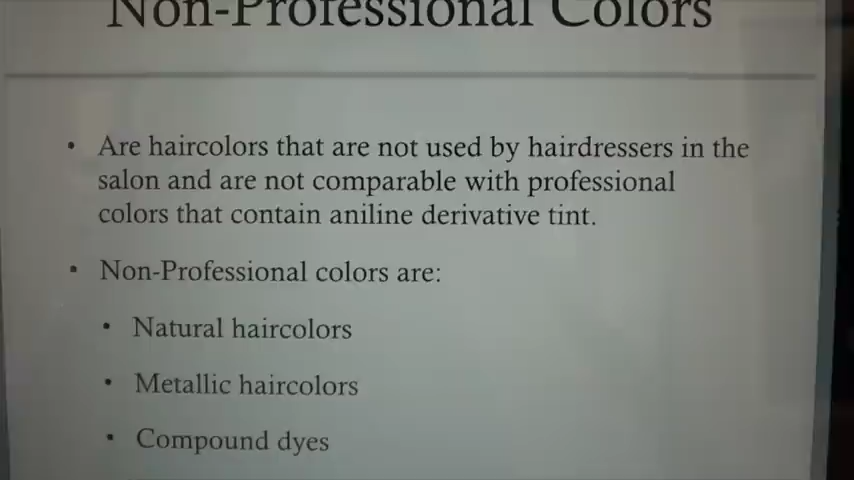 Non-Professional Colors
• Are haircolors that are not used by hairdressers in the
salon and are not comparable with professional
colors that contain aniline derivative tint.
• Non-Professional colors are:
• Natural haircolors
• Metallic haircolors
• Compound dyes